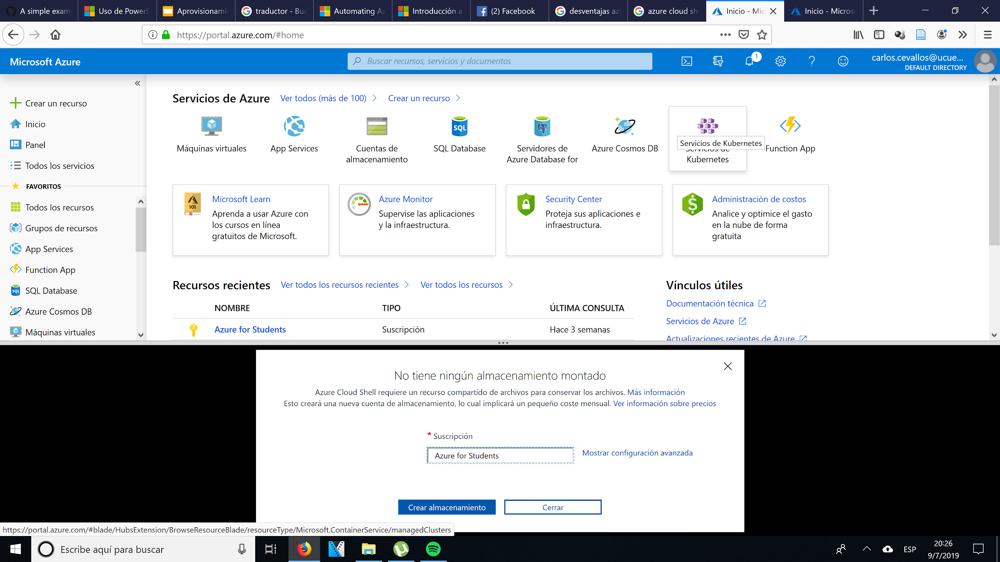 A simple exam
Uso de PowerS
Aprovisionami
traductor - Bus
Automating Az
Introducción a
(2) Facebook
desventajas az
azure cloud sh
Inicio - Mic
Inicio - Micros
https://portal.azure.com/#home
Microsoft Azure
Buscar recursos, servicios y documentos
1
carlos.cevallos@ucue...
DEFAULT DIRECTORY
Crear un recurso
Inicio
Panel
Todos los servicios
FAVORITOS
Todos los recursos
Grupos de recursos
App Services
Function App
SQL Database
Azure Cosmos DB
Máquinas virtuales
Servicios de Azure
Ver todos (más de 100)
Crear un recurso
Máquinas virtuales
App Services
Cuentas de
almacenamiento
SQL
SQL Database
Servidores de
Azure Database for
Azure Cosmos DB
Servicios de Kubernetes
Servicios de
Kubernetes
Function App
101
Microsoft Learn
Aprenda a usar Azure con
los cursos en línea
gratuitos de Microsoft.
Azure Monitor
Supervise las aplicaciones
y la infraestructura.
Security Center
Proteja sus aplicaciones e
infraestructura.
Administración de costos
Analice y optimice el gasto
en la nube de forma
gratuita
Recursos recientes
Ver todos los recursos recientes
Ver todos los recursos
NOMBRE
TIPO
ÚLTIMA CONSULTA
Azure for Students
Suscripción
Hace 3 semanas
Vínculos útiles
Documentación técnica
Servicios de Azure
Actualizaciones recientes de Azure
No tiene ningún almacenamiento montado
Azure Cloud Shell requiere un recurso compartido de archivos para conservar los archivos. Más información
Esto creará una nueva cuenta de almacenamiento, lo cual implicará un pequeño coste mensual. Ver información sobre precios
* Suscripción
Azure for Students
Mostrar configuración avanzada
Crear almacenamiento
Cerrar
https://portal.azure.com/#blade/HubsExtension/BrowseResourceBlade/resourceType/Microsoft.ContainerService/managedClusters
Escribe aquí para buscar
ESP
20:26
9/7/2019